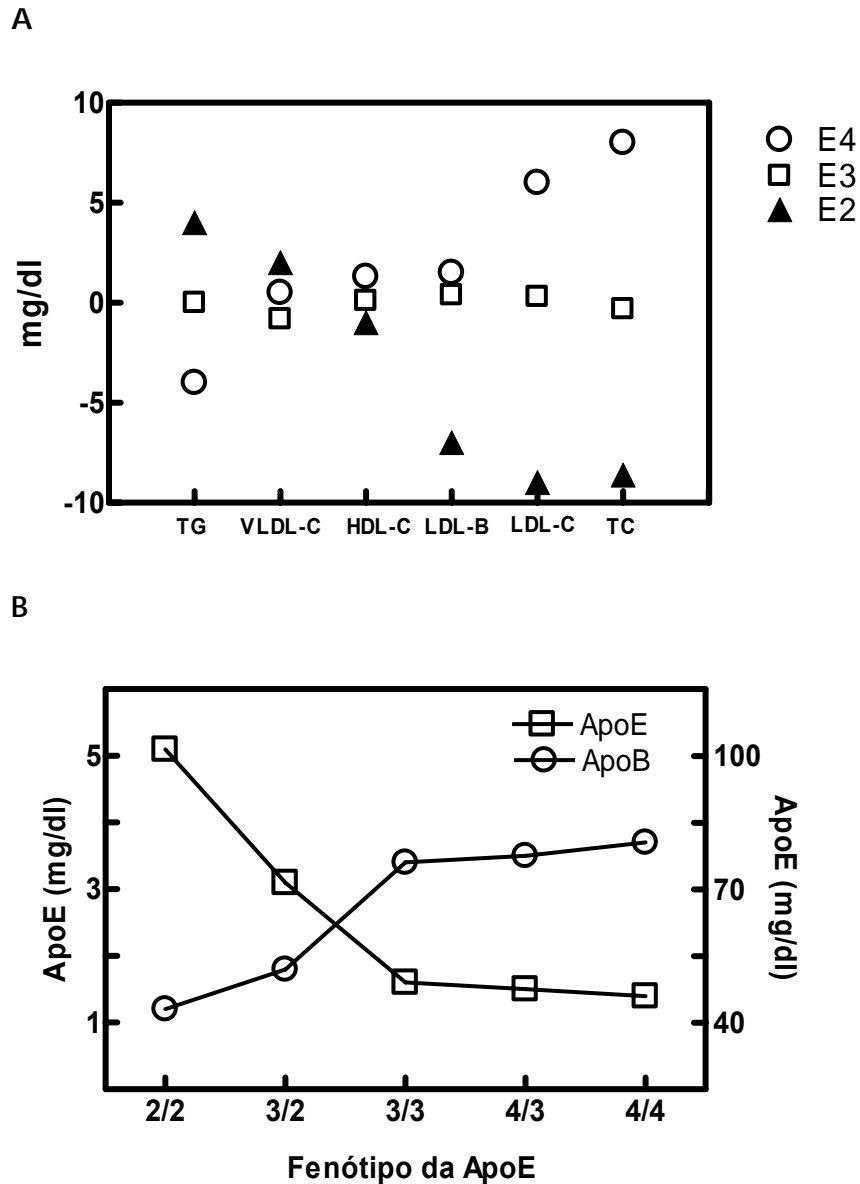 A
10
5
0
-5
-10
mg/dl
TG VLDL-C HDL-C LDL-B LDL-C TC
E4
E3
E2
B
ApoE
ApoB
5
3
1
ApoE (mg/dl)
100
70
40
ApoE (mg/dl)
2/2 3/2 3/3 4/3 4/4
Fenótipo da ApoE